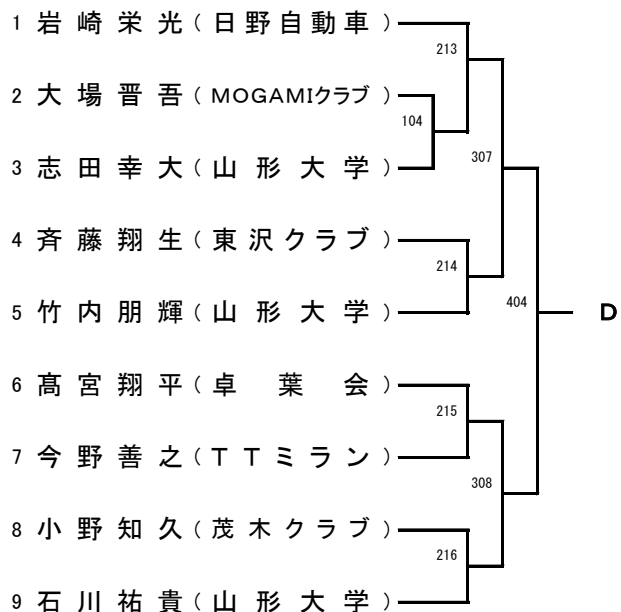 1 岩崎栄光(日野自動車)
213
2 大場晋吾(MOGAMIクラブ)
104
3 志田幸大(山形大学)
307
4 斉藤翔生(東沢クラブ)
214
5 竹内朋輝(山形大学)
404
D
6 髙宮翔平(卓葉会)
215
7 今野善之(TTミラン)
308
8 小野知久(茂木クラブ)
216
9 石川祐貴(山形大学)